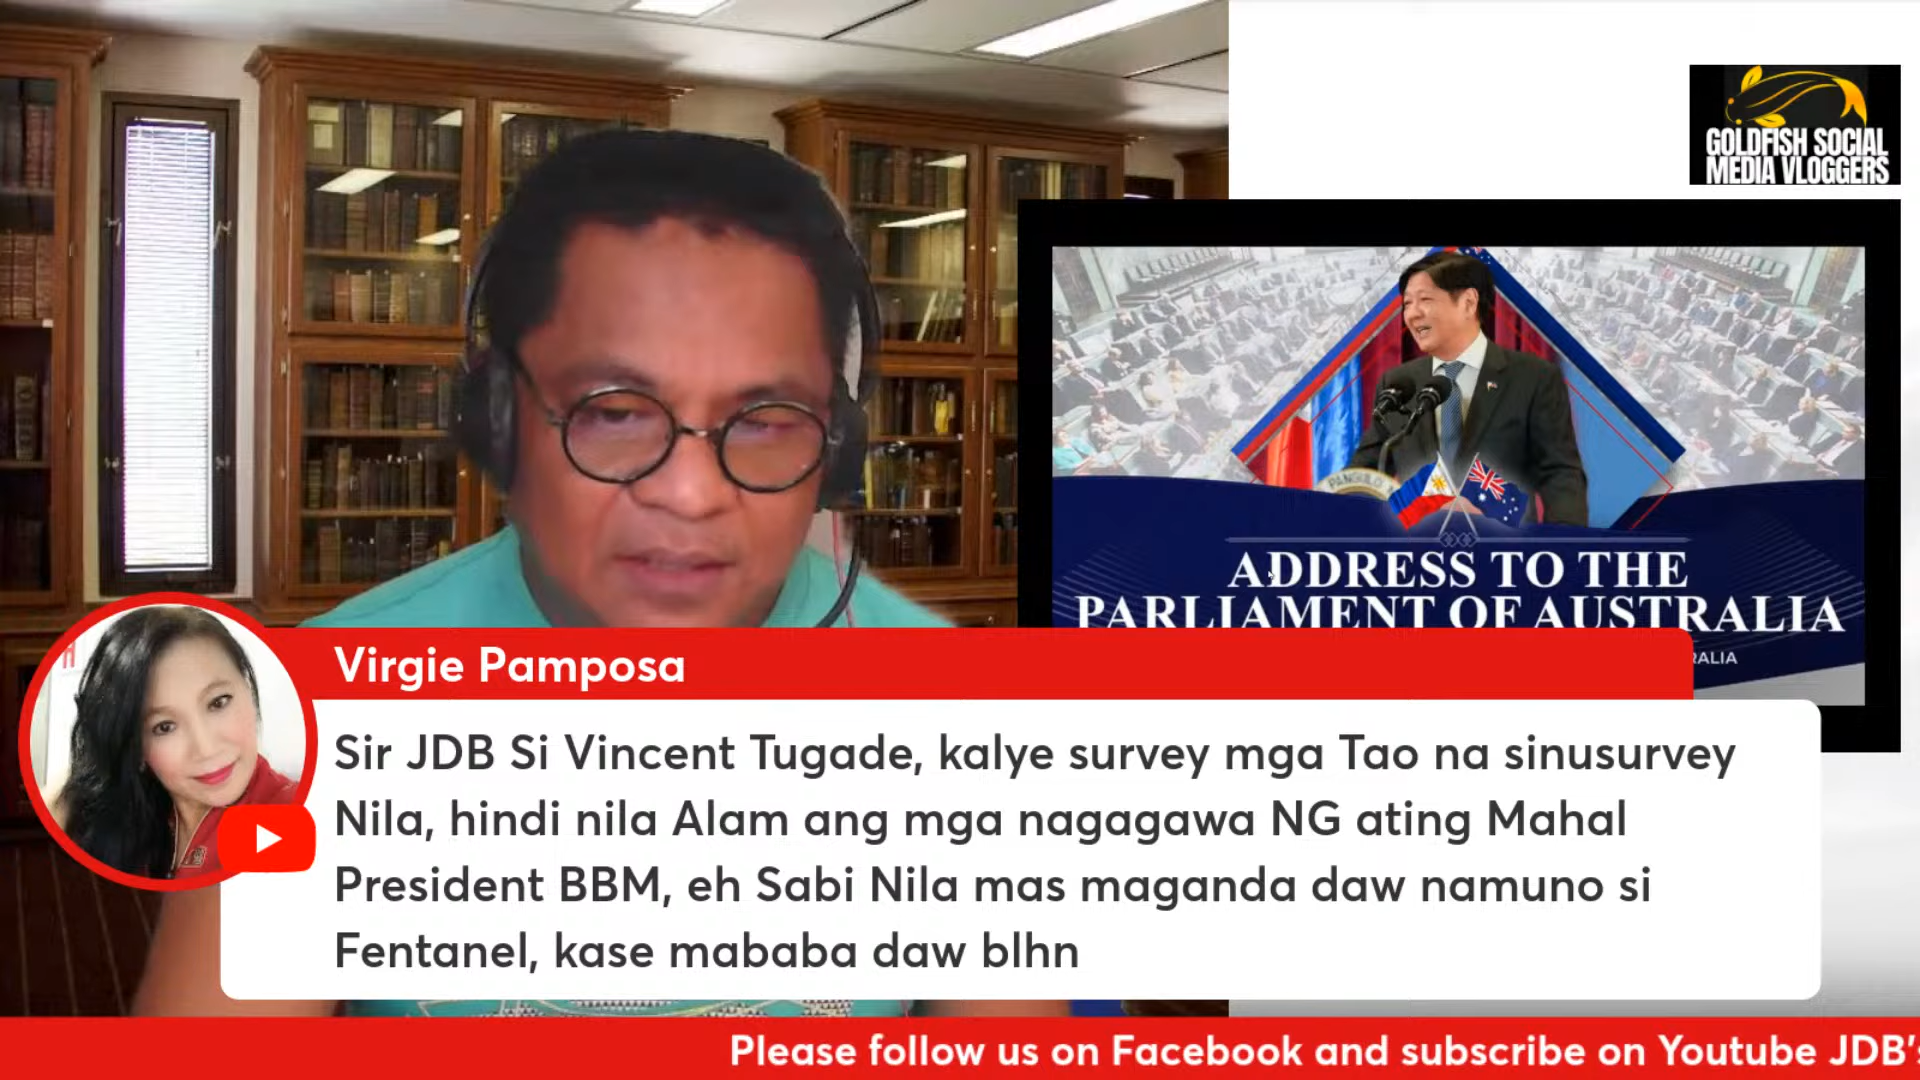 GOLDFISH SOCIAL
MEDIA VLOGGERS
ADDRESS TO THE
PARLIAMENT OF AUSTRALIA
RALIA
Virgie Pamposa
Sir JDB Si Vincent Tugade, kalye survey mga Tao na sinusurvey
Nila, hindi nila Alam ang mga nagagawa NG ating Mahal
President BBM, eh Sabi Nila mas maganda daw namuno si
Fentanel, kase mababa daw blhn
Please follow us on Facebook and subscribe on Youtube JDB's